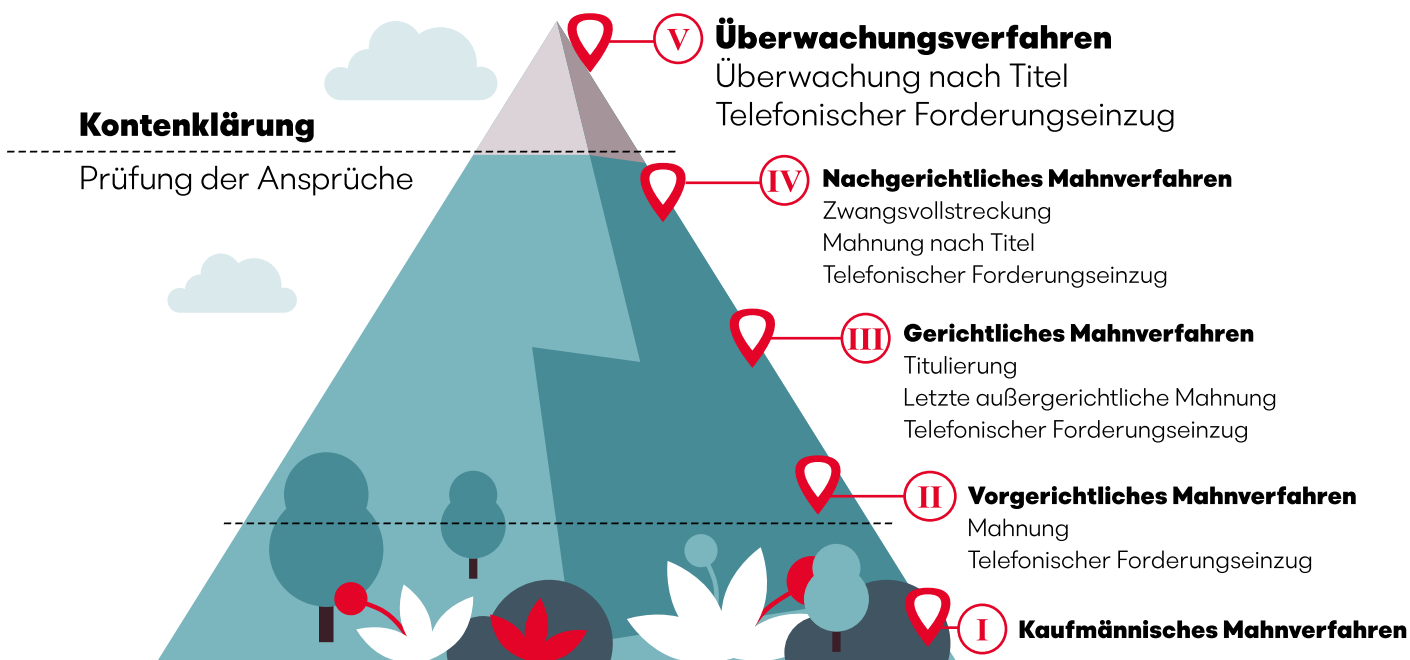 V
Überwachungsverfahren
Überwachung nach Titel
Telefonischer Forderungseinzug
Kontenklärung
Prüfung der Ansprüche
IV
Nachgerichtliches Mahnverfahren
Zwangsvollstreckung
Mahnung nach Titel
Telefonischer Forderungseinzug
III
Gerichtliches Mahnverfahren
Titulierung
Letzte außergerichtliche Mahnung
Telefonischer Forderungseinzug
II
Vorgerichtliches Mahnverfahren
Mahnung
Telefonischer Forderungseinzug
I
Kaufmännisches Mahnverfahren